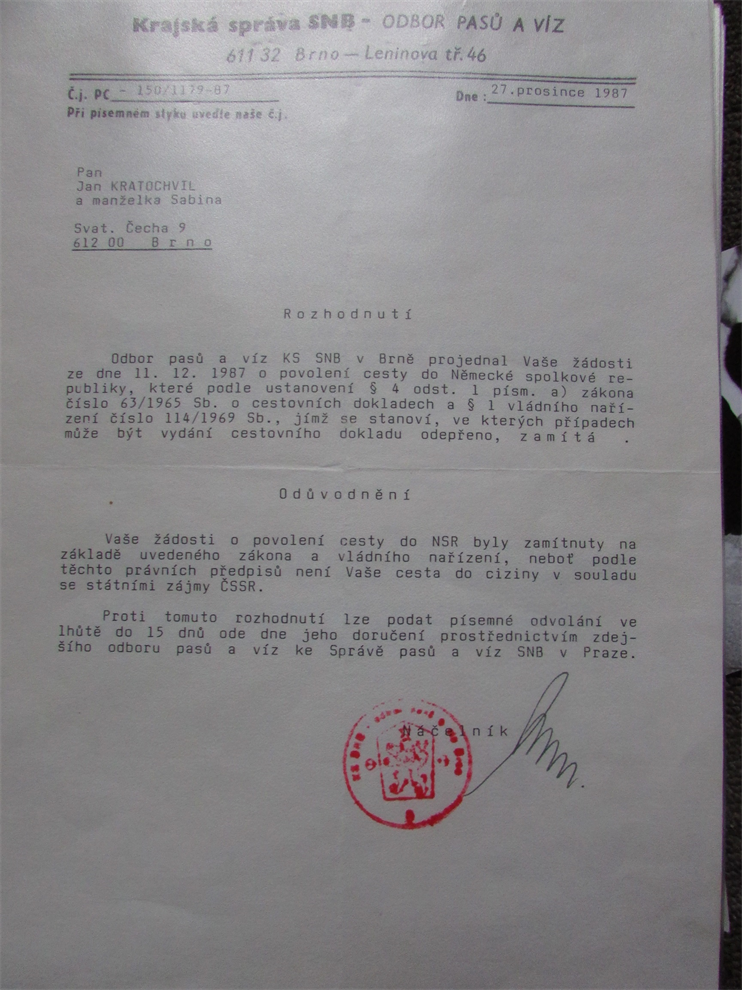 Krajská správa SNB - ODBOR PASŮ A VÍZ
611 32 Brno — Leninova tř. 46
Č.j. PC - 150/1179-87
Dne : 27.prosince 1987
Při písemném styku uveďte naše č.j.
Pan
Jan KRATOCHVIL
a manželka Sabina
Svat. Čecha 9
612 00 B r n o
R o z h o d n u t í
Odbor pasů a víz KS SNB v Brně projednal Vaše žádosti
ze dne 11. 12. 1987 o povolení cesty do Německé spolkové re-
publiky, které podle ustanovení § 4 odst. 1 písm. a) zákona
číslo 63/1965 Sb. o cestovních dokladech a § 1 vládního naří-
zení číslo 114/1969 Sb., jímž se stanoví, ve kterých případech
může být vydání cestovního dokladu odepřeno, z a m í t á .
O d ů v o d n ě n í
Vaše žádosti o povolení cesty do NSR byly zamítnuty na
základě uvedeného zákona a vládního nařízení, neboť podle
těchto právních předpisů není Vaše cesta do ciziny v souladu
se státními zájmy ČSSR.
Proti tomuto rozhodnutí lze podat písemné odvolání ve
lhůtě do 15 dnů ode dne jeho doručení prostřednictvím zdej-
šího odboru pasů a víz ke Správě pasů a víz SNB v Praze.
Náčelník
KS SNB - odbor pasů a víz Brno